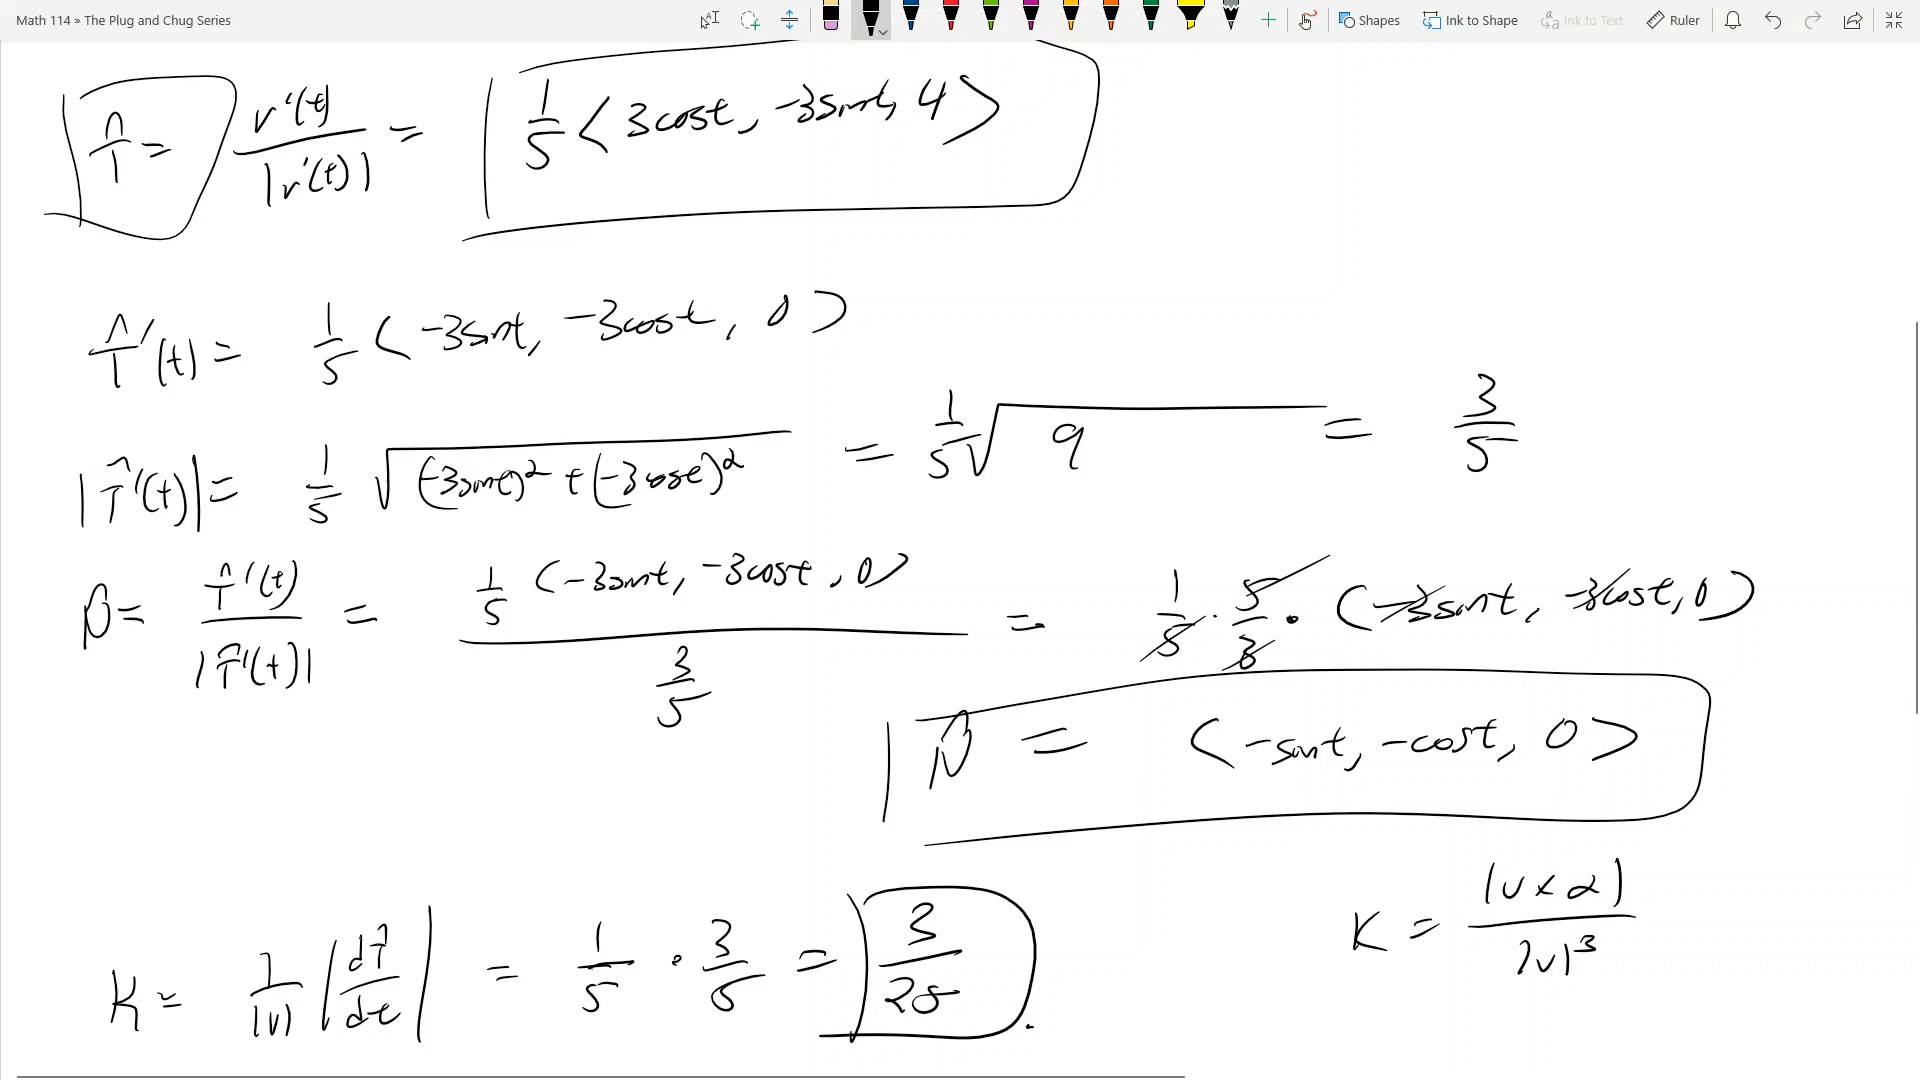 Math 114 » The Plug and Chug Series
Shapes Ink to Shape Ink to Text Ruler
T̂ = r'(t) / |r'(t)| = 1/5 < 3cost, -3sint, 4 >
T̂'(t) = 1/5 < -3sint, -3cost, 0 >
|T̂'(t)| = 1/5 √((-3sint)² + (-3cost)²) = 1/5 √9 = 3/5
N̂ = T̂'(t) / |T̂'(t)| = 1/5 <-3sint, -3cost, 0> / 3/5 = 1/5 · 5/3 · <-3sint, -3cost, 0>
N̂ = < -sint, -cost, 0 >
K = 1/|v| |dT̂/dt| = 1/5 · 3/5 = 3/25.
K = |v × a| / |v|³